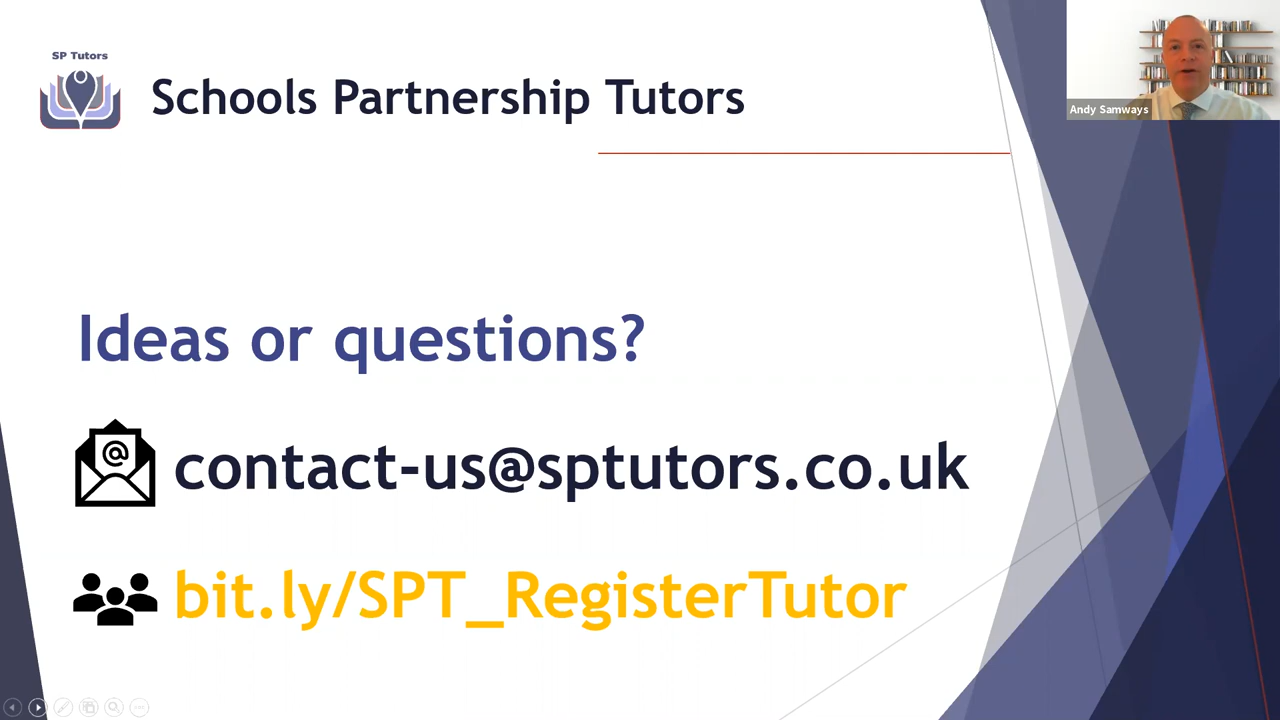 SP Tutors
Schools Partnership Tutors
Andy Samways
Ideas or questions?
@
contact-us@sptutors.co.uk
bit.ly/SPT_RegisterTutor